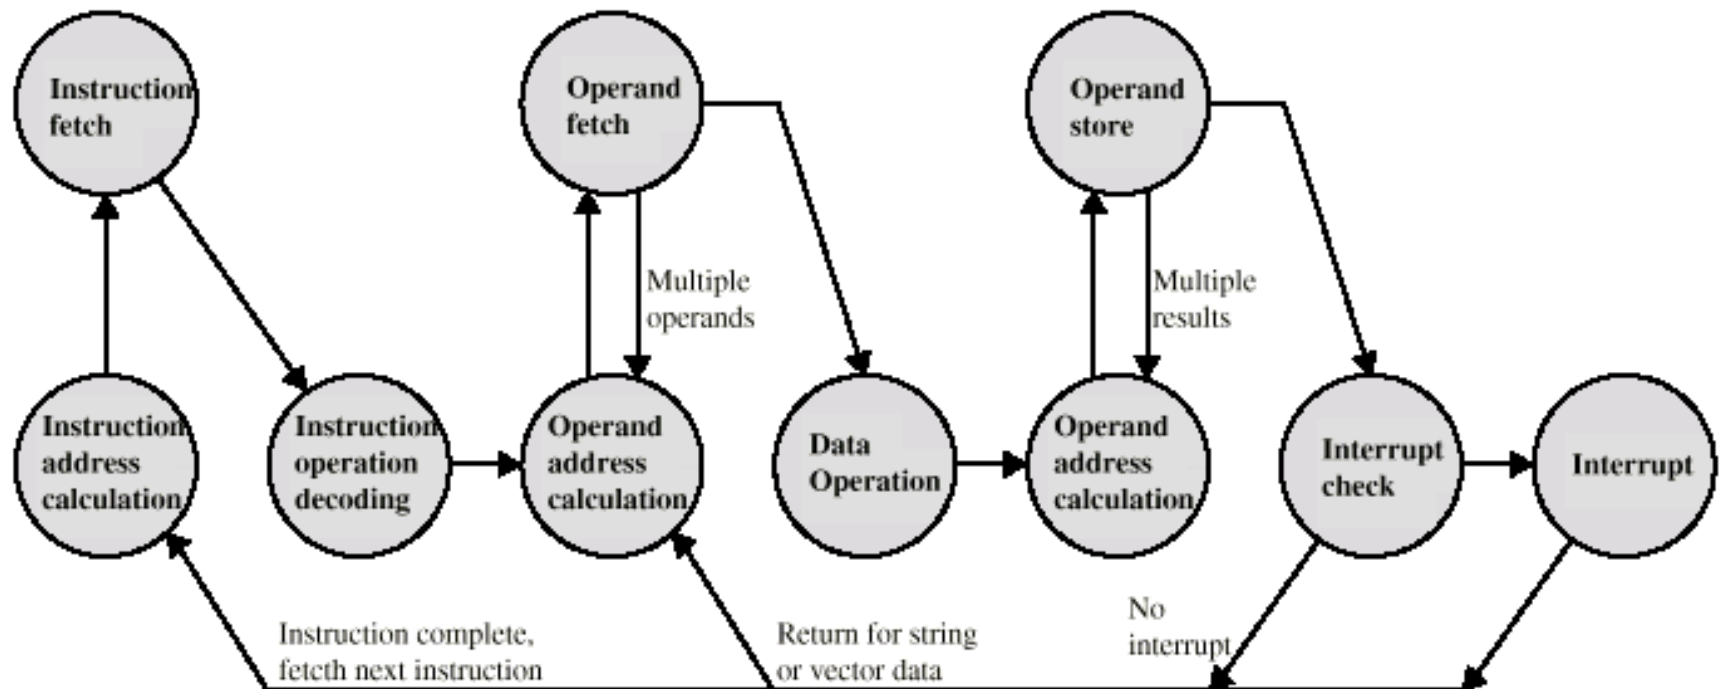 Instruction
fetch
Operand
fetch
Operand
store
Multiple
operands
Multiple
results
Instruction
address
calculation
Instruction
operation
decoding
Operand
address
calculation
Data
Operation
Operand
address
calculation
Interrupt
check
Interrupt
Instruction complete,
fetcth next instruction
Return for string
or vector data
No
interrupt